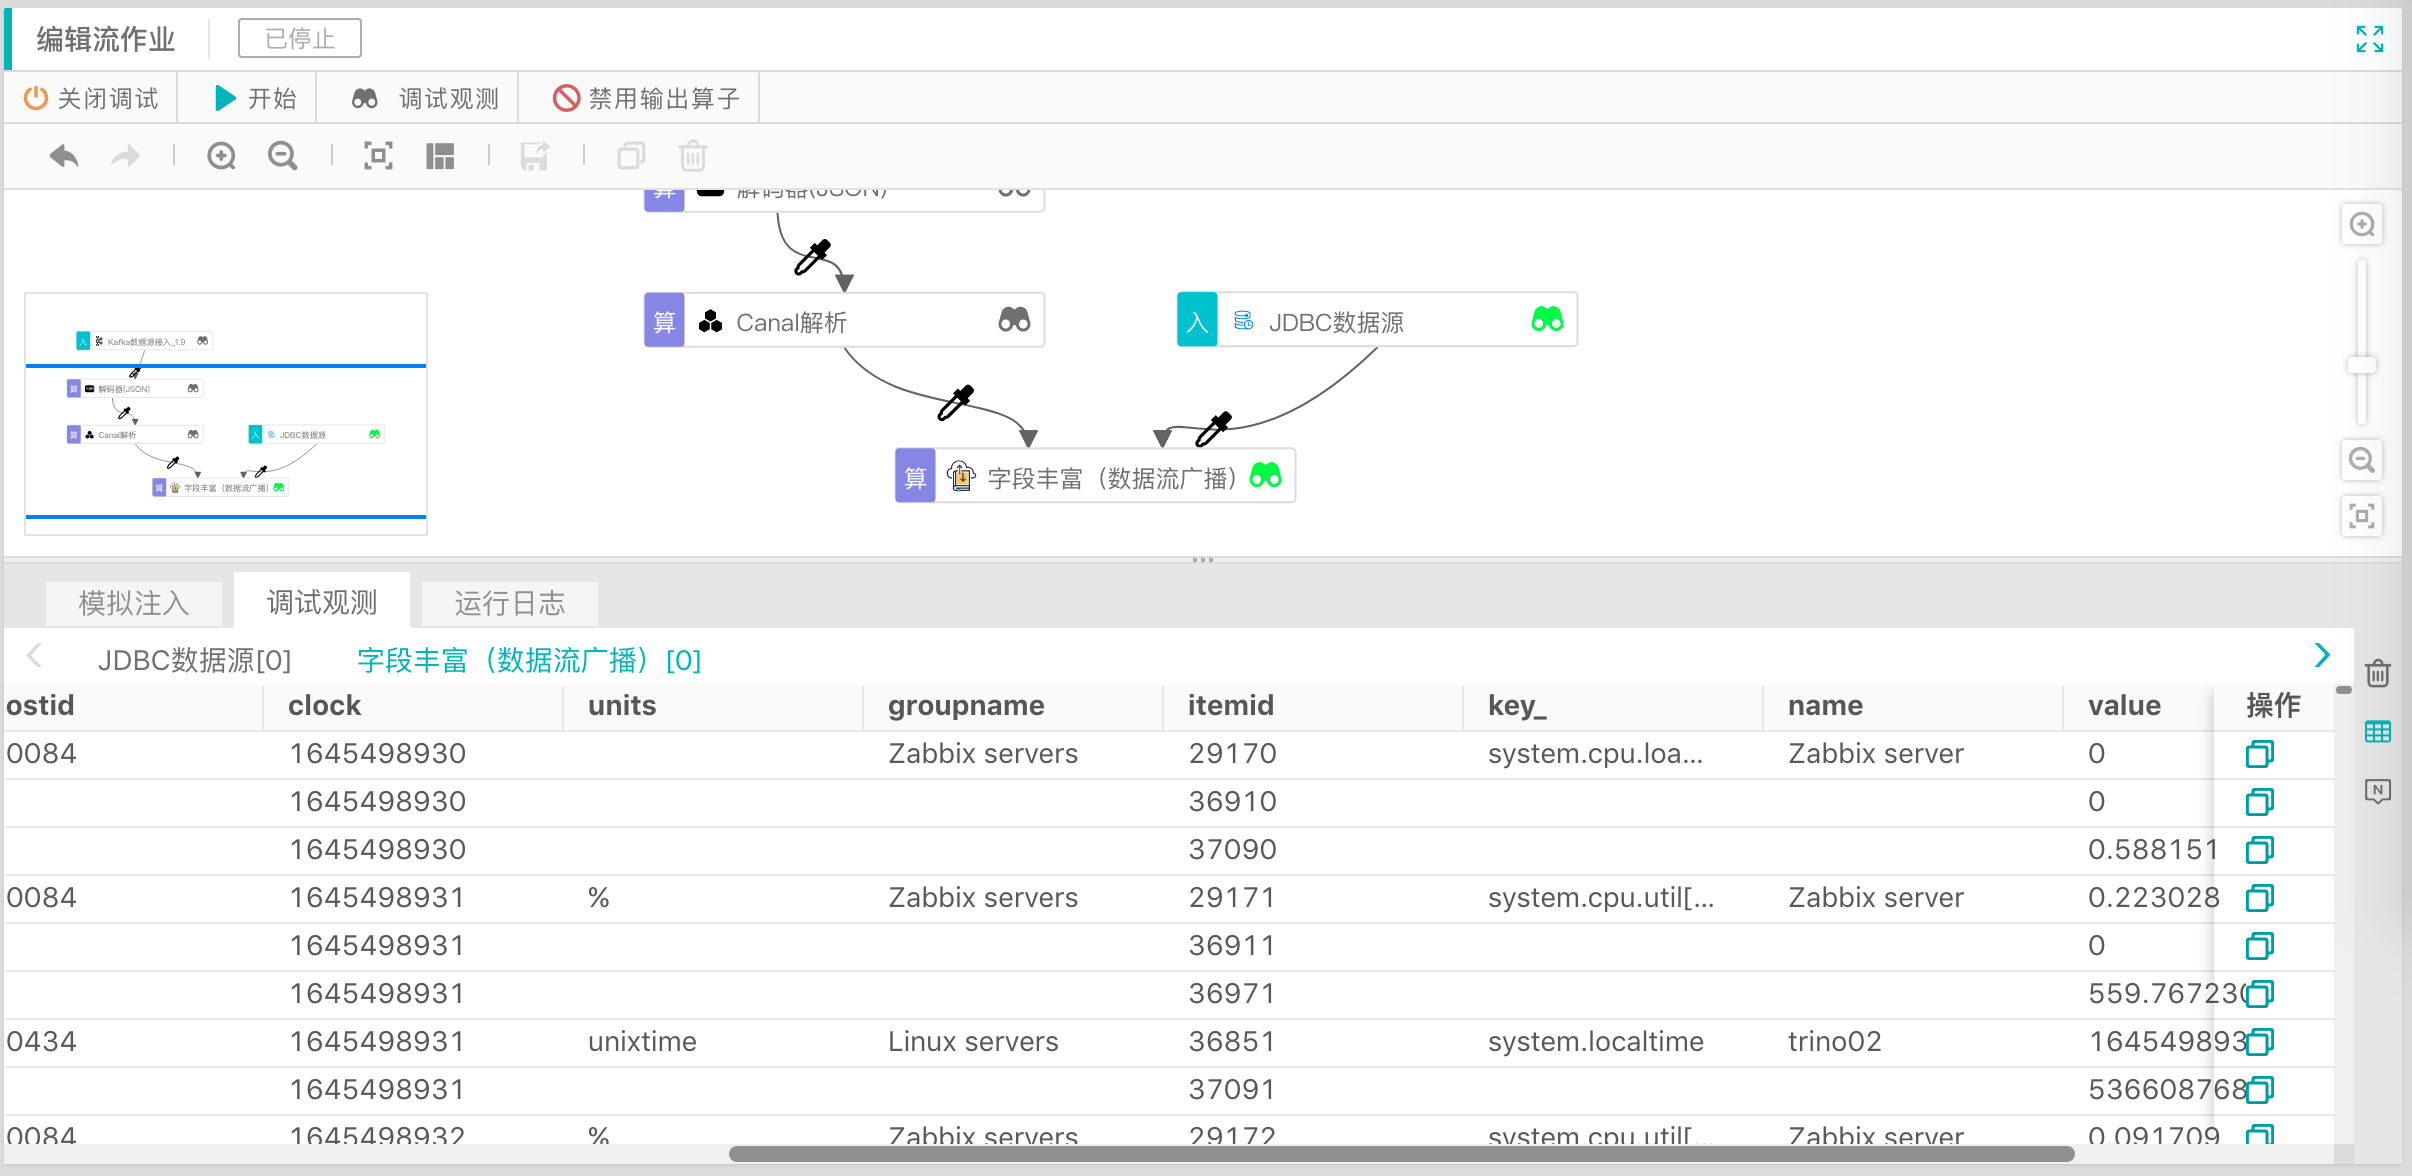 编辑流作业 已停止
关闭调试 开始 调试观测 禁用输出算子
算 解码器(JSON)
算 Canal解析 入 JDBC数据源
算 字段丰富（数据流广播）
入 Kafka数据源接入_1.9
算 解码器(JSON)
算 Canal解析 入 JDBC数据源
算 字段丰富（数据流广播）
模拟注入 调试观测 运行日志
JDBC数据源[0] 字段丰富（数据流广播）[0]
ostid clock units groupname itemid key_ name value 操作
0084 1645498930 Zabbix servers 29170 system.cpu.loa... Zabbix server 0
1645498930 36910 0
1645498930 37090 0.588151
0084 1645498931 % Zabbix servers 29171 system.cpu.util[... Zabbix server 0.223028
1645498931 36911 0
1645498931 36971 559.767230
0434 1645498931 unixtime Linux servers 36851 system.localtime trino02 164549893
1645498931 37091 536608768
0084 1645498932 % Zabbix servers 29172 system.cpu.util[... Zabbix server 0.091709
N